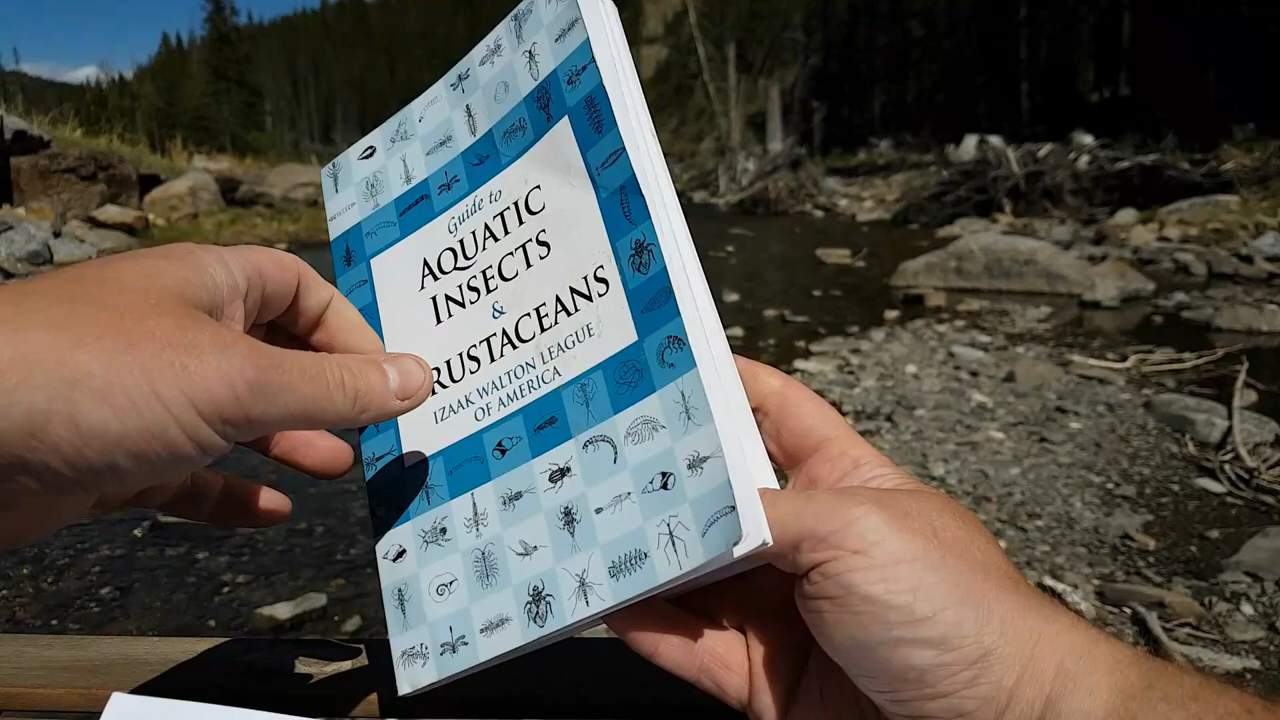 Guide to
AQUATIC
INSECTS
&
RUSTACEANS
IZAAK WALTON LEAGUE
OF AMERICA